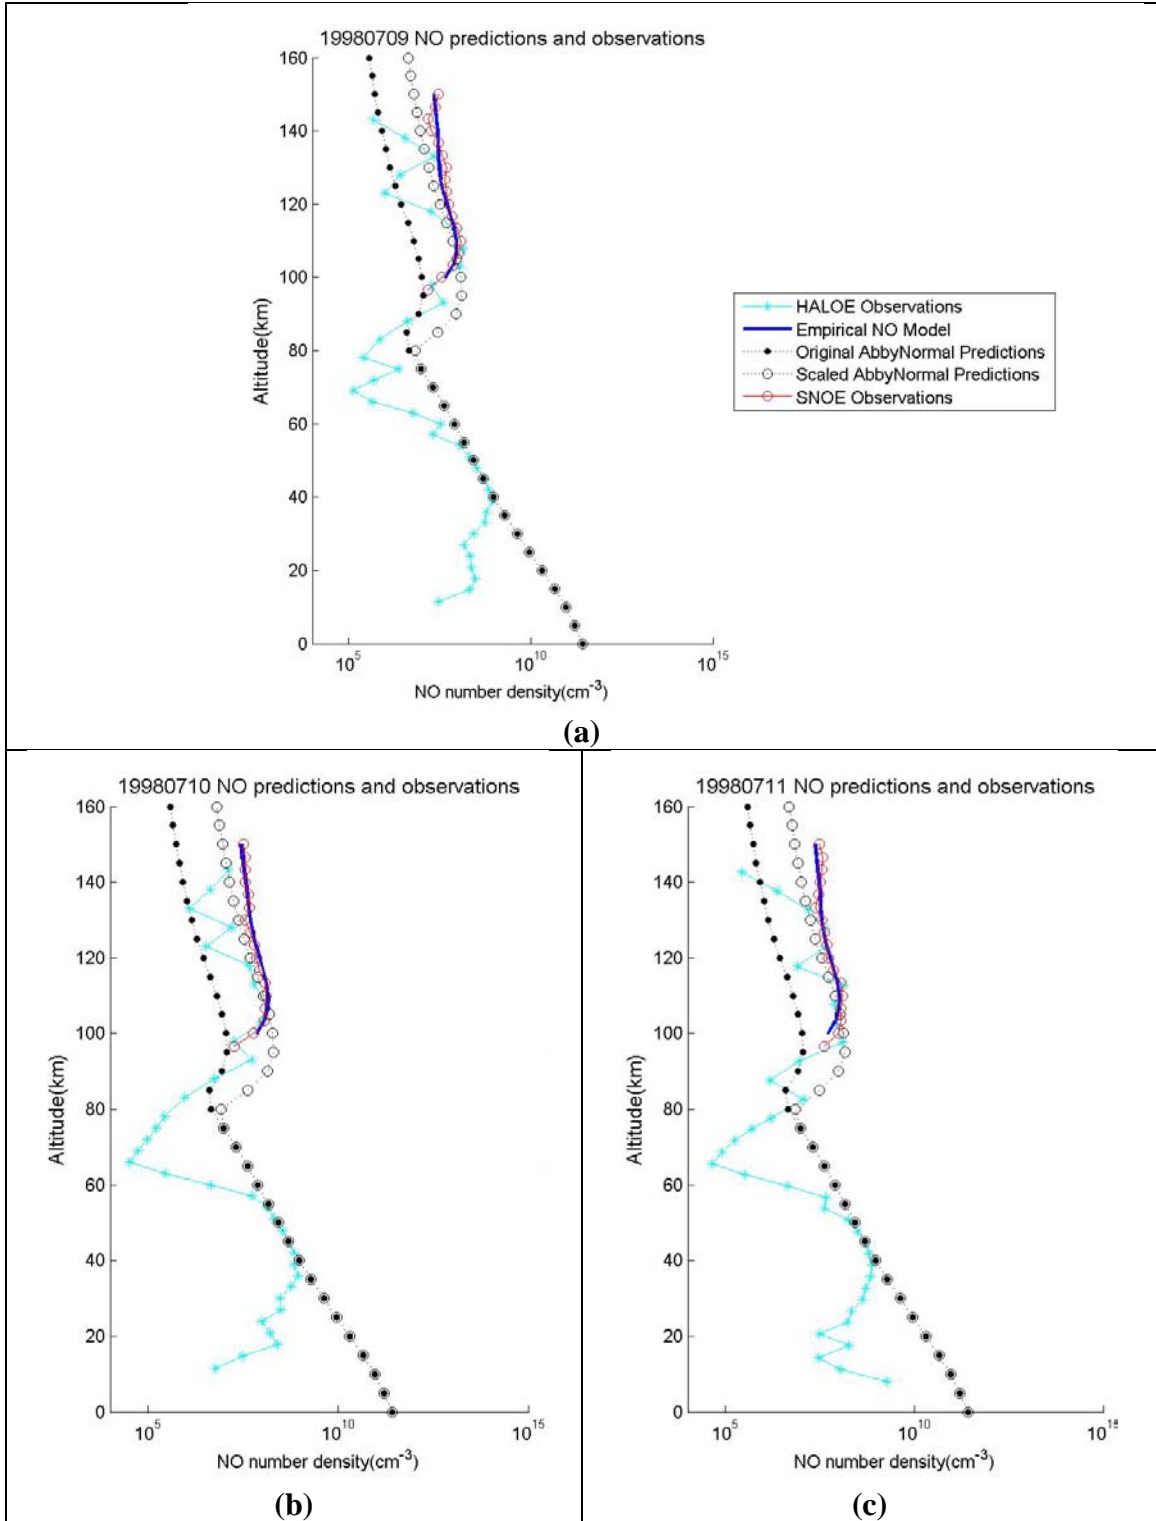 19980709 NO predictions and observations
160
140
120
100
80
60
40
20
0
Altitude(km)
10^5
10^10
10^15
NO number density(cm^-3)
HALOE Observations
Empirical NO Model
Original AbbyNormal Predictions
Scaled AbbyNormal Predictions
SNOE Observations
(a)
19980710 NO predictions and observations
160
140
120
100
80
60
40
20
0
Altitude(km)
10^5
10^10
10^15
NO number density(cm^-3)
(b)
19980711 NO predictions and observations
160
140
120
100
80
60
40
20
0
Altitude(km)
10^5
10^10
10^15
NO number density(cm^-3)
(c)